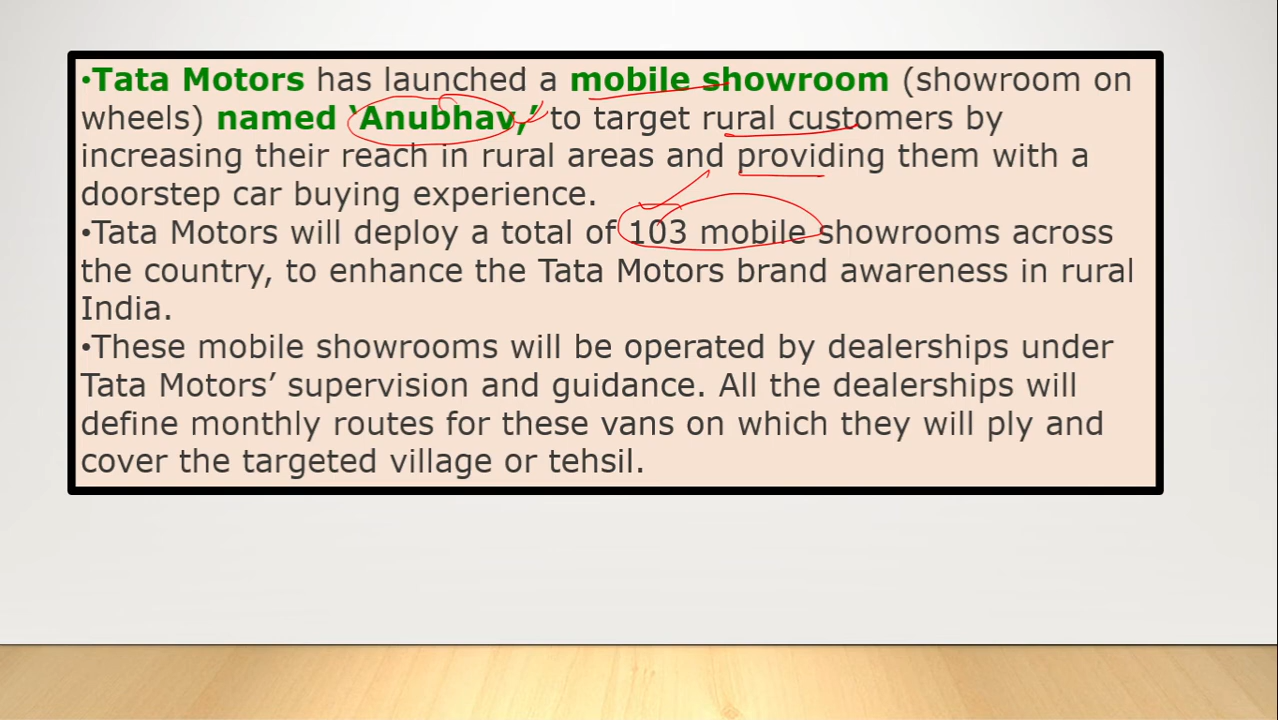 •Tata Motors has launched a mobile showroom (showroom on
wheels) named ‘Anubhav,’ to target rural customers by
increasing their reach in rural areas and providing them with a
doorstep car buying experience.
•Tata Motors will deploy a total of 103 mobile showrooms across
the country, to enhance the Tata Motors brand awareness in rural
India.
•These mobile showrooms will be operated by dealerships under
Tata Motors’ supervision and guidance. All the dealerships will
define monthly routes for these vans on which they will ply and
cover the targeted village or tehsil.